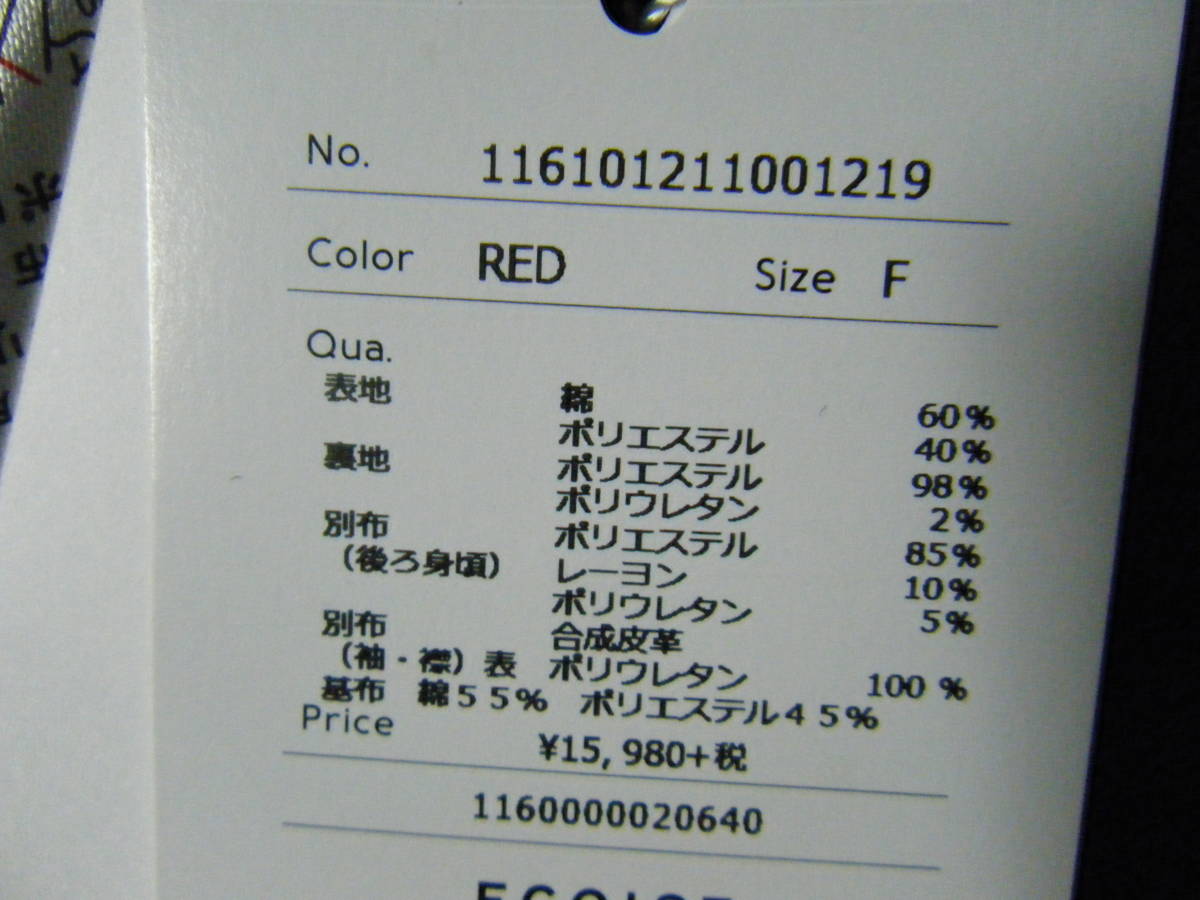 No. 116101211001219
Color RED Size F
Qua.
表地 綿 60%
ポリエステル 40%
裏地 ポリエステル 98%
ポリウレタン 2%
別布 ポリエステル 85%
(後ろ身頃) レーヨン 10%
ポリウレタン 5%
別布 合成皮革
(袖・襟)表 ポリウレタン 100%
基布 綿55% ポリエステル45%
Price
¥15,980+税
1160000020640